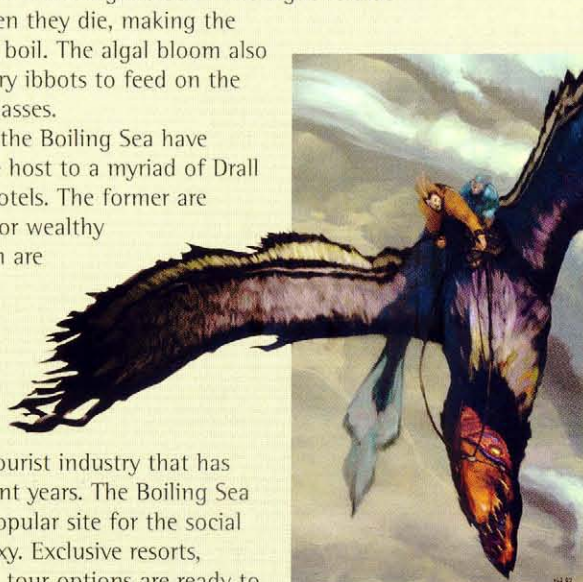 en they die, making the
boil. The algal bloom also
ry ibbots to feed on the
asses.
the Boiling Sea have
host to a myriad of Drall
otels. The former are
or wealthy
are
ourist industry that has
nt years. The Boiling Sea
opular site for the social
xy. Exclusive resorts,
tour options are ready to